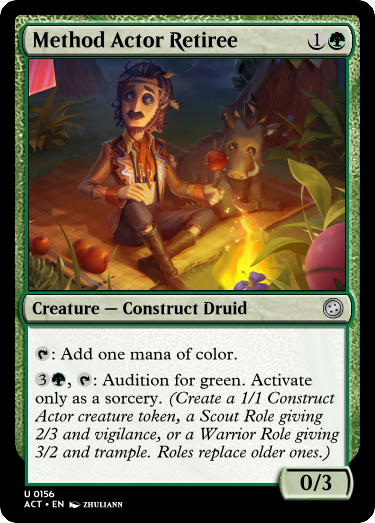 Method Actor Retiree 1
Creature — Construct Druid
: Add one mana of color.
3, : Audition for green. Activate
only as a sorcery. (Create a 1/1 Construct
Actor creature token, a Scout Role giving
2/3 and vigilance, or a Warrior Role giving
3/2 and trample. Roles replace older ones.)
0/3
U 0156
ACT • EN ZHULIANN